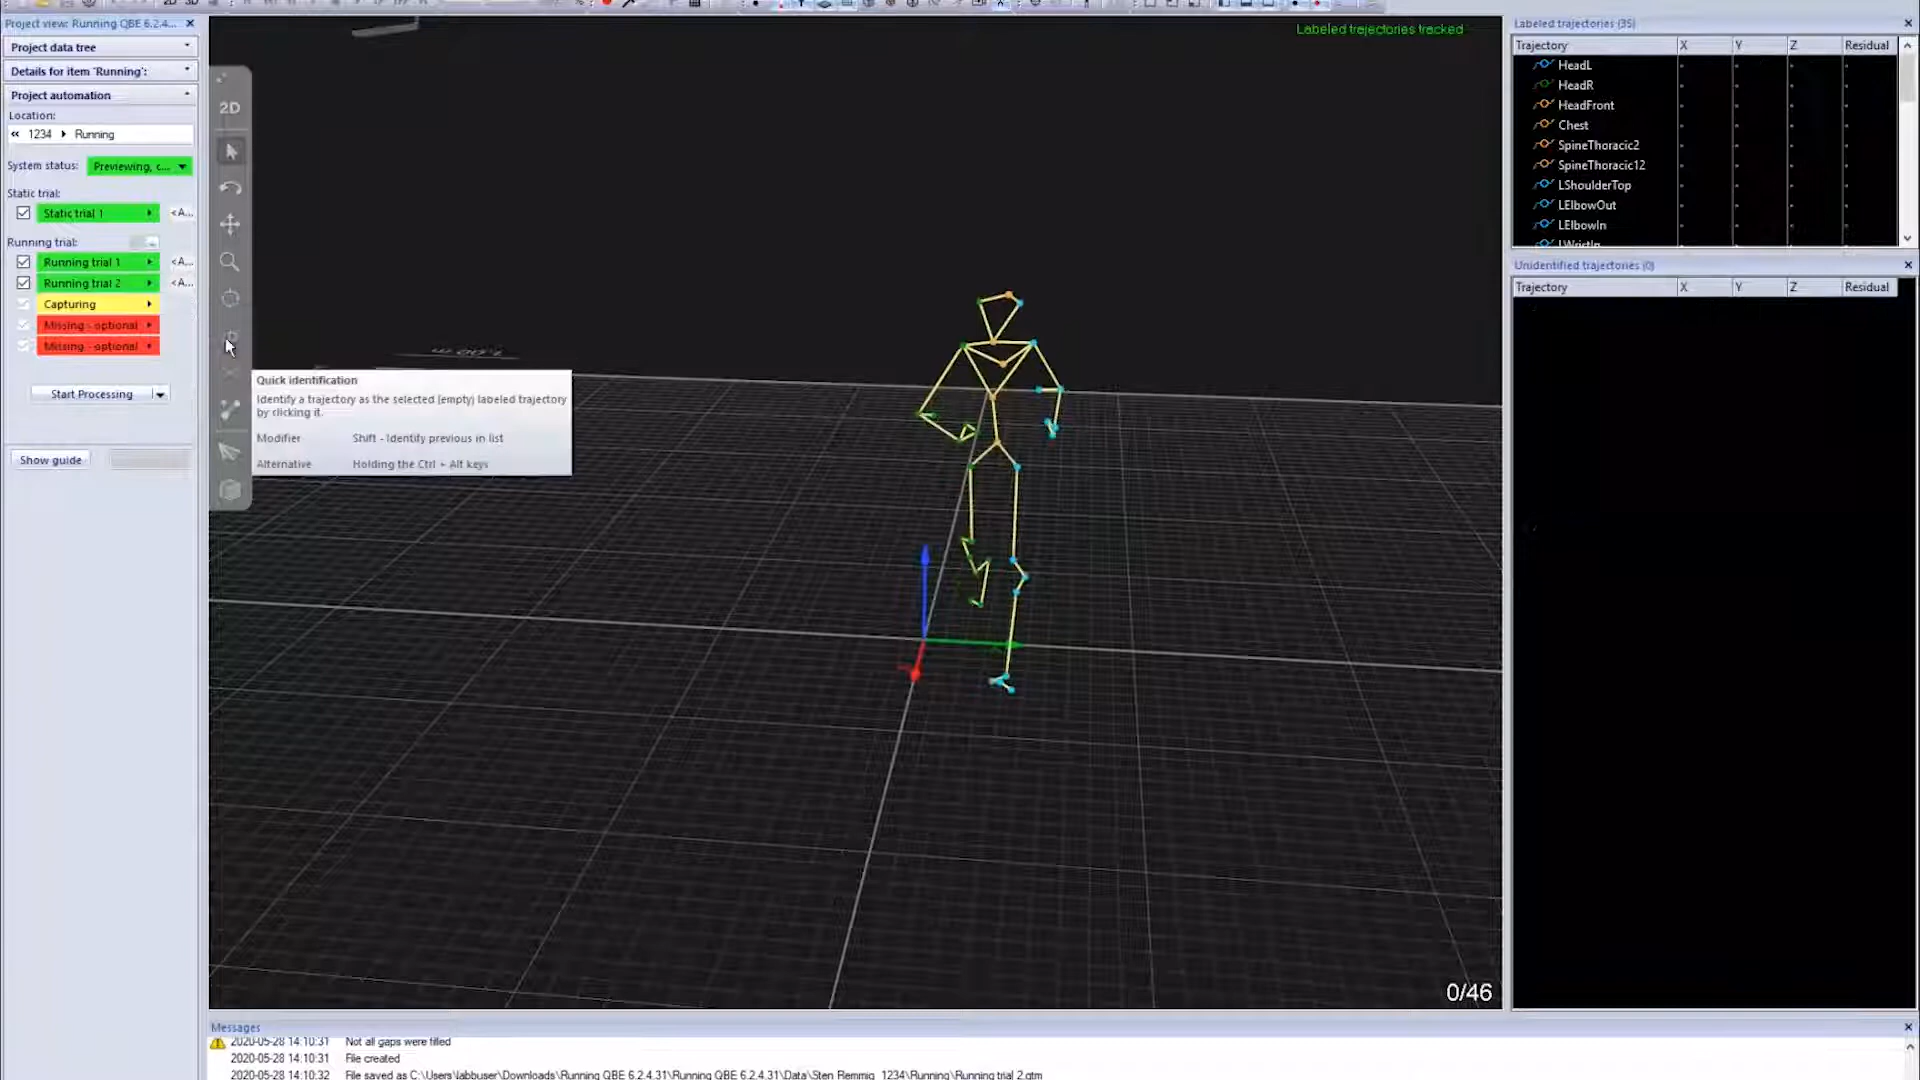 Project view: Running QBE 6.2.4...
Project data tree
Details for item 'Running':
Project automation
Location:
« 1234 Running
System status: Previewing, c...
Static trial:
Static trial 1 <A...
Running trial: ...
Running trial 1 <A...
Running trial 2 <A...
Capturing
Missing - optional
Missing - optional
Start Processing
Show guide
2D
Quick identification
Identify a trajectory as the selected (empty) labeled trajectory
by clicking it.
Modifier Shift - Identify previous in list
Alternative Holding the Ctrl + Alt keys
Labeled trajectories tracked
0/46
Labeled trajectories (35)
Trajectory X Y Z Residual
HeadL - - - -
HeadR - - - -
HeadFront - - - -
Chest - - - -
SpineThoracic2 - - - -
SpineThoracic12 - - - -
LShoulderTop - - - -
LElbowOut - - - -
LElbowIn - - - -
LWristIn
Unidentified trajectories (0)
Trajectory X Y Z Residual
Messages
2020-05-28 14:10:31 Not all gaps were filled
2020-05-28 14:10:31 File created
2020-05-28 14:10:32 File saved as C:\Users\labbuser\Downloads\Running QBE 6.2.4.31\Running QBE 6.2.4.31\Data\Sten Remmig_1234\Running\Running trial 2.qtm